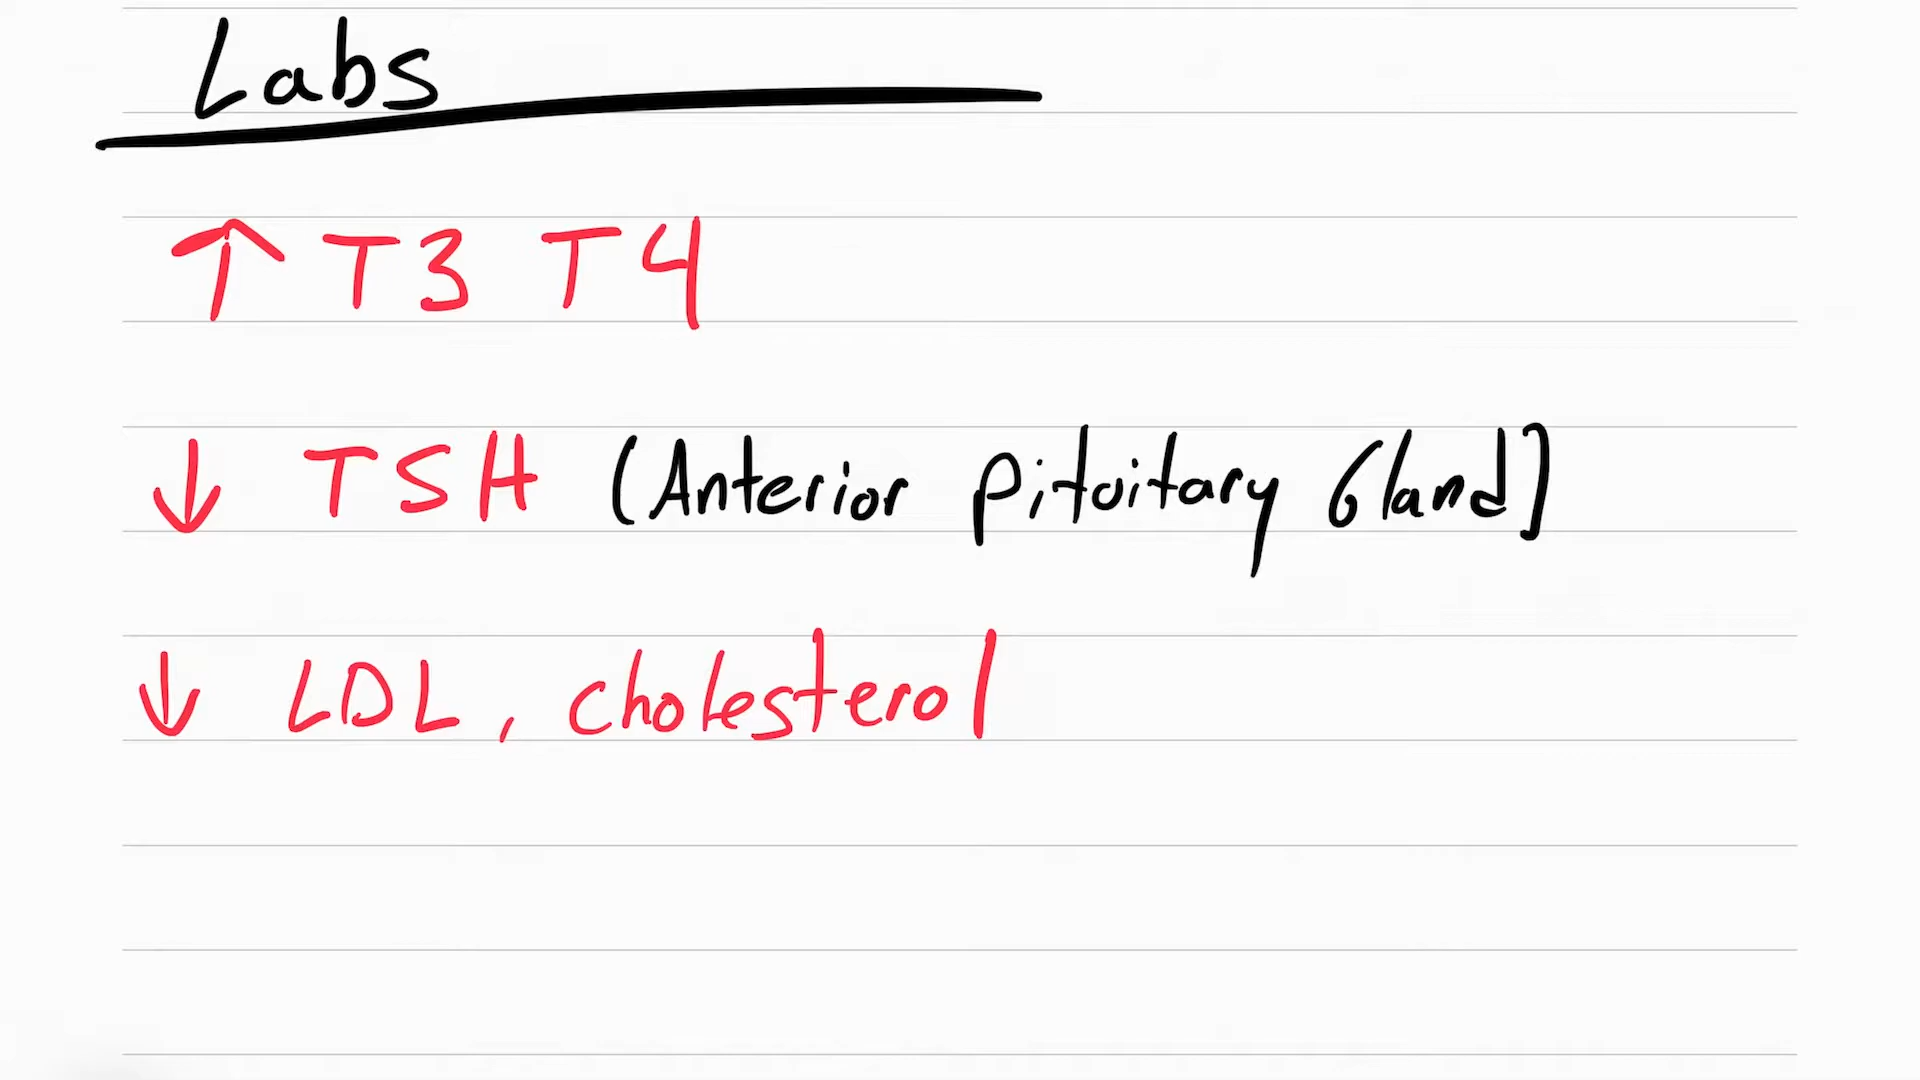 Labs
↑ T3 T4
↓ TSH (Anterior Pituitary Gland]
↓ LDL, cholesterol